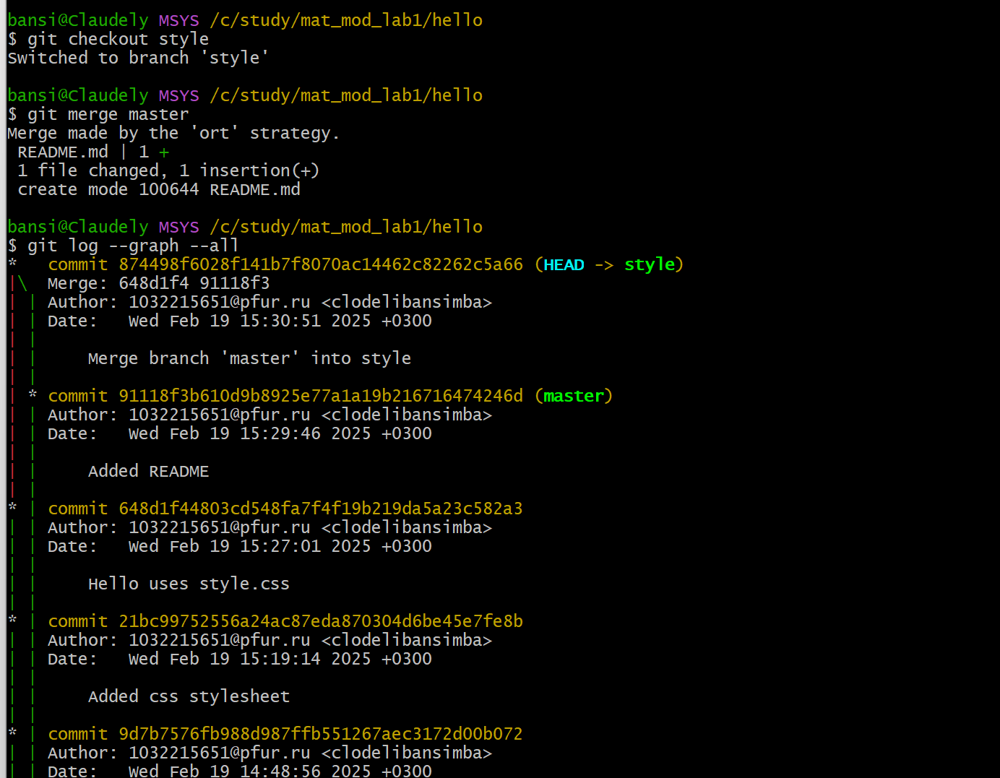 bansi@Claudely MSYS /c/study/mat_mod_lab1/hello
$ git checkout style
Switched to branch 'style'
bansi@Claudely MSYS /c/study/mat_mod_lab1/hello
$ git merge master
Merge made by the 'ort' strategy.
 README.md | 1 +
 1 file changed, 1 insertion(+)
 create mode 100644 README.md
bansi@Claudely MSYS /c/study/mat_mod_lab1/hello
$ git log --graph --all
*   commit 874498f6028f141b7f8070ac14462c82262c5a66 (HEAD -> style)
|\  Merge: 648d1f4 91118f3
| | Author: 1032215651@pfur.ru <clodelibansimba>
| | Date:   Wed Feb 19 15:30:51 2025 +0300
| |
| |     Merge branch 'master' into style
| |
| * commit 91118f3b610d9b8925e77a1a19b216716474246d (master)
| | Author: 1032215651@pfur.ru <clodelibansimba>
| | Date:   Wed Feb 19 15:29:46 2025 +0300
| |
| |     Added README
| |
* | commit 648d1f44803cd548fa7f4f19b219da5a23c582a3
| | Author: 1032215651@pfur.ru <clodelibansimba>
| | Date:   Wed Feb 19 15:27:01 2025 +0300
| |
| |     Hello uses style.css
| |
* | commit 21bc99752556a24ac87eda870304d6be45e7fe8b
| | Author: 1032215651@pfur.ru <clodelibansimba>
| | Date:   Wed Feb 19 15:19:14 2025 +0300
| |
| |     Added css stylesheet
| |
* | commit 9d7b7576fb988d987ffb551267aec3172d00b072
| | Author: 1032215651@pfur.ru <clodelibansimba>
| | Date:   Wed Feb 19 14:48:56 2025 +0300